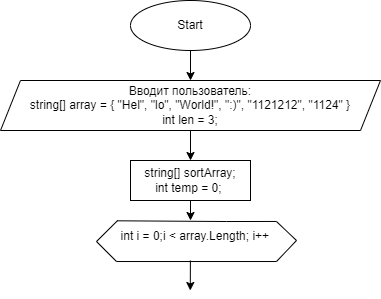 Start
Вводит пользователь:
string[] array = { "Hel", "lo", "World!", ":)", "1121212", "1124" }
int len = 3;
string[] sortArray;
int temp = 0;
int i = 0;i < array.Length; i++